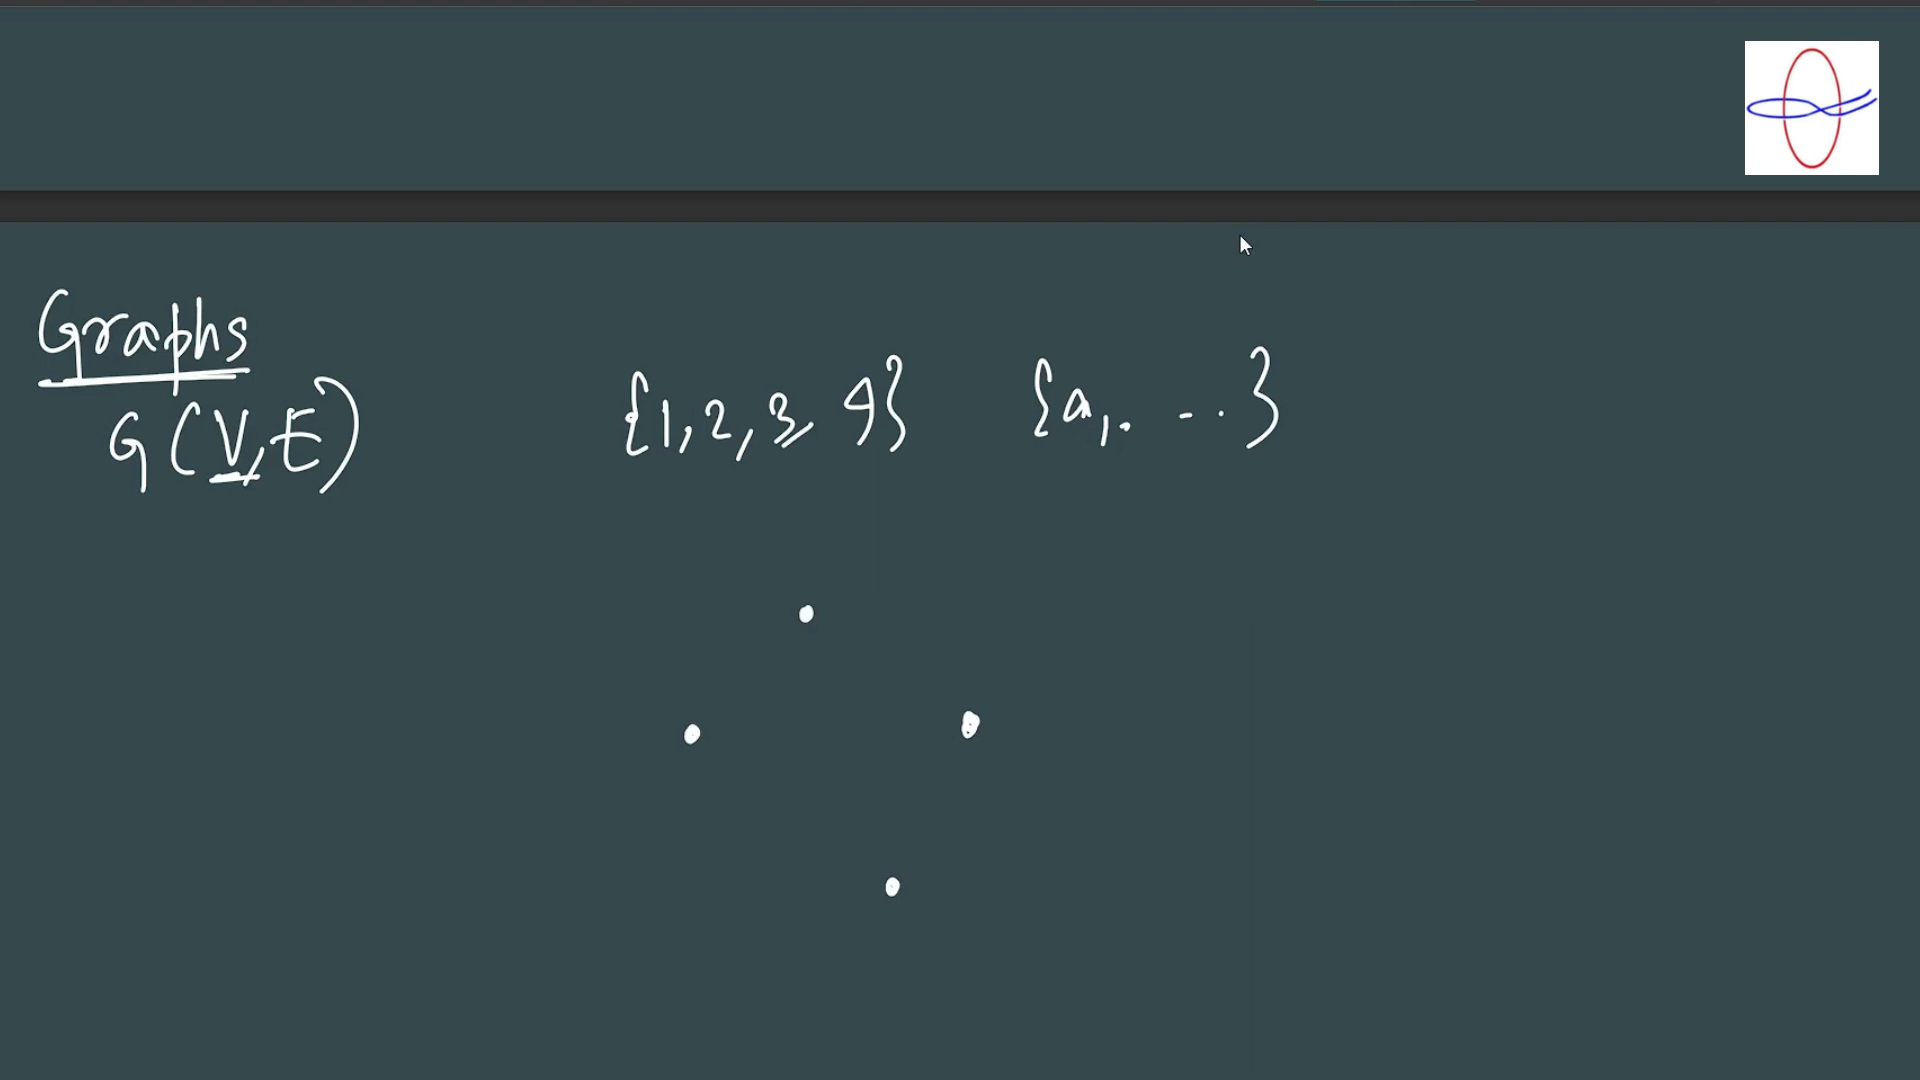 Graphs
G(V,E) {1,2,3,4} {a,. -..}